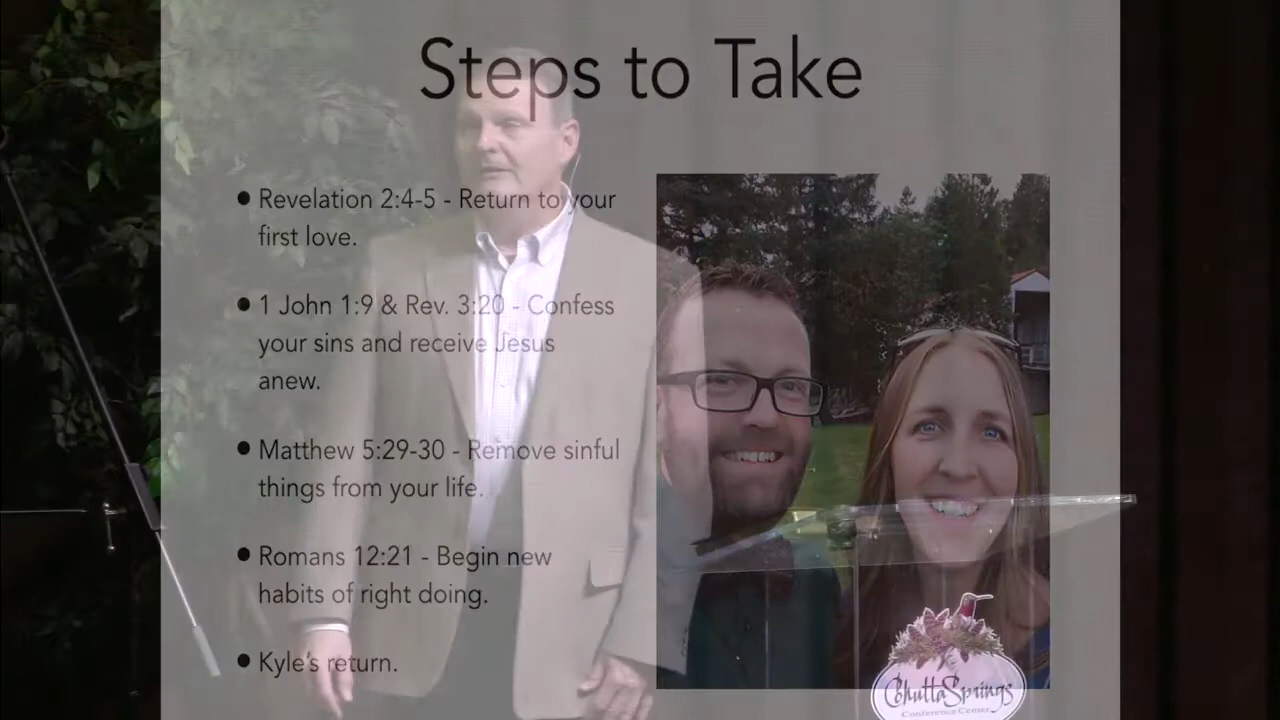 Steps to Take
• Revelation 2:4-5 - Return to your
first love.
• 1 John 1:9 & Rev. 3:20 - Confess
your sins and receive Jesus
anew.
• Matthew 5:29-30 - Remove sinful
things from your life.
• Romans 12:21 - Begin new
habits of right doing.
• Kyle's return.
Cohutta Springs
Conference Center